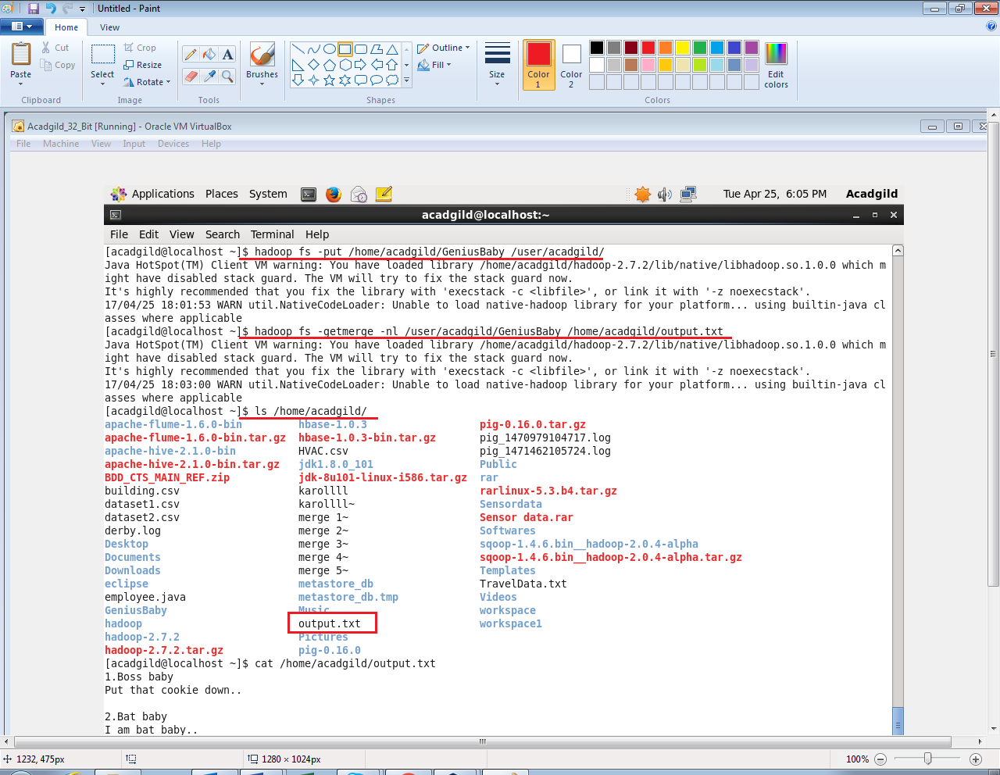 Untitled - Paint
Home View
Paste
Cut
Copy
Clipboard
Select
Crop
Resize
Rotate
Image
A
Tools
Brushes
Outline
Fill
Shapes
Size
Color 1
Color 2
Edit colors
Colors
Acadgild_32_Bit [Running] - Oracle VM VirtualBox
File Machine View Input Devices Help
Applications Places System Tue Apr 25, 6:05 PM Acadgild
acadgild@localhost:~
File Edit View Search Terminal Help
[acadgild@localhost ~]$ hadoop fs -put /home/acadgild/GeniusBaby /user/acadgild/
Java HotSpot(TM) Client VM warning: You have loaded library /home/acadgild/hadoop-2.7.2/lib/native/libhadoop.so.1.0.0 which m
ight have disabled stack guard. The VM will try to fix the stack guard now.
It's highly recommended that you fix the library with 'execstack -c <libfile>', or link it with '-z noexecstack'.
17/04/25 18:01:53 WARN util.NativeCodeLoader: Unable to load native-hadoop library for your platform... using builtin-java cl
asses where applicable
[acadgild@localhost ~]$ hadoop fs -getmerge -nl /user/acadgild/GeniusBaby /home/acadgild/output.txt
Java HotSpot(TM) Client VM warning: You have loaded library /home/acadgild/hadoop-2.7.2/lib/native/libhadoop.so.1.0.0 which m
ight have disabled stack guard. The VM will try to fix the stack guard now.
It's highly recommended that you fix the library with 'execstack -c <libfile>', or link it with '-z noexecstack'.
17/04/25 18:03:00 WARN util.NativeCodeLoader: Unable to load native-hadoop library for your platform... using builtin-java cl
asses where applicable
[acadgild@localhost ~]$ ls /home/acadgild/
apache-flume-1.6.0-bin hbase-1.0.3 pig-0.16.0.tar.gz
apache-flume-1.6.0-bin.tar.gz hbase-1.0.3-bin.tar.gz pig_1470979104717.log
apache-hive-2.1.0-bin HVAC.csv pig_1471462105724.log
apache-hive-2.1.0-bin.tar.gz jdk1.8.0_101 Public
BDD_CTS_MAIN_REF.zip jdk-8u101-linux-i586.tar.gz rar
building.csv karollll rarlinux-5.3.b4.tar.gz
dataset1.csv karollll~ Sensordata
dataset2.csv merge 1~ Sensor data.rar
derby.log merge 2~ Softwares
Desktop merge 3~ sqoop-1.4.6.bin__hadoop-2.0.4-alpha
Documents merge 4~ sqoop-1.4.6.bin__hadoop-2.0.4-alpha.tar.gz
Downloads merge 5~ Templates
eclipse metastore_db TravelData.txt
employee.java metastore_db.tmp Videos
GeniusBaby Music workspace
hadoop output.txt workspace1
hadoop-2.7.2 Pictures
hadoop-2.7.2.tar.gz pig-0.16.0
[acadgild@localhost ~]$ cat /home/acadgild/output.txt
1.Boss baby
Put that cookie down..
2.Bat baby
I am bat baby..
1232, 475px 1280 × 1024px 100%